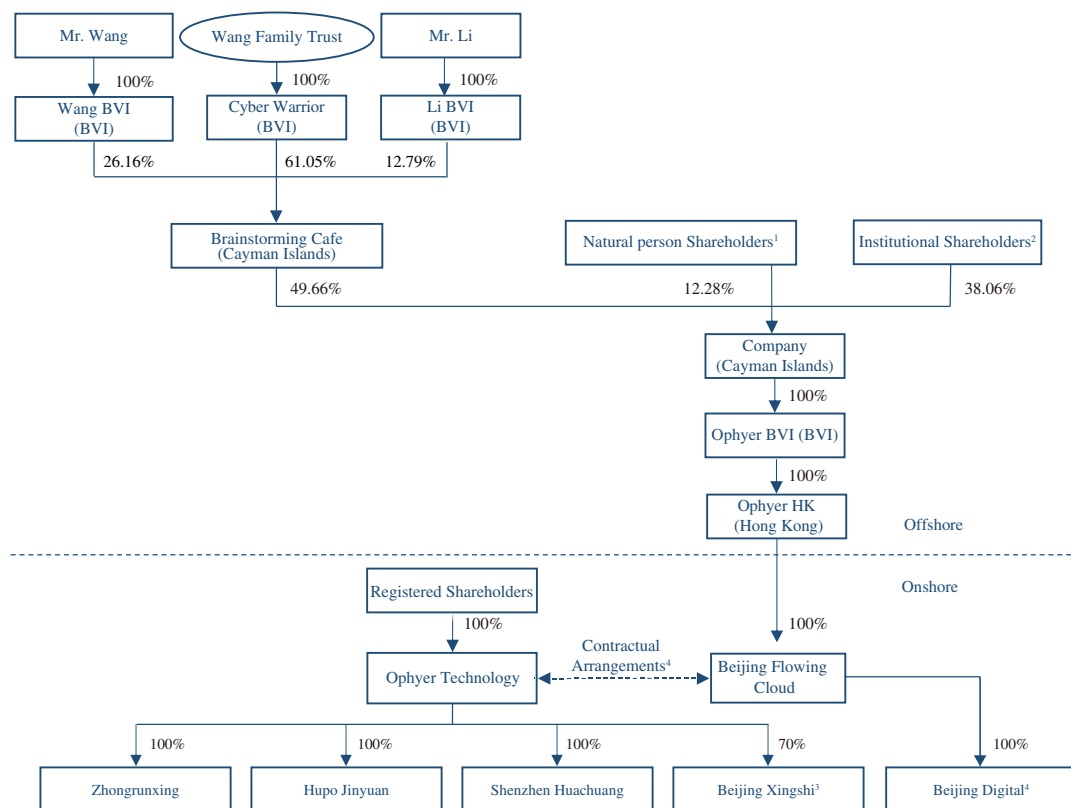 Mr. Wang
Wang Family Trust
Mr. Li
100%
100%
100%
Wang BVI
(BVI)
Cyber Warrior
(BVI)
Li BVI
(BVI)
26.16%
61.05%
12.79%
Brainstorming Cafe
(Cayman Islands)
Natural person Shareholders¹
Institutional Shareholders²
49.66%
12.28%
38.06%
Company
(Cayman Islands)
100%
Ophyer BVI (BVI)
100%
Ophyer HK
(Hong Kong)
Offshore
Onshore
Registered Shareholders
100%
100%
Ophyer Technology
Contractual
Arrangements⁴
Beijing Flowing
Cloud
100%
100%
100%
70%
100%
Zhongrunxing
Hupo Jinyuan
Shenzhen Huachuang
Beijing Xingshi³
Beijing Digital⁴